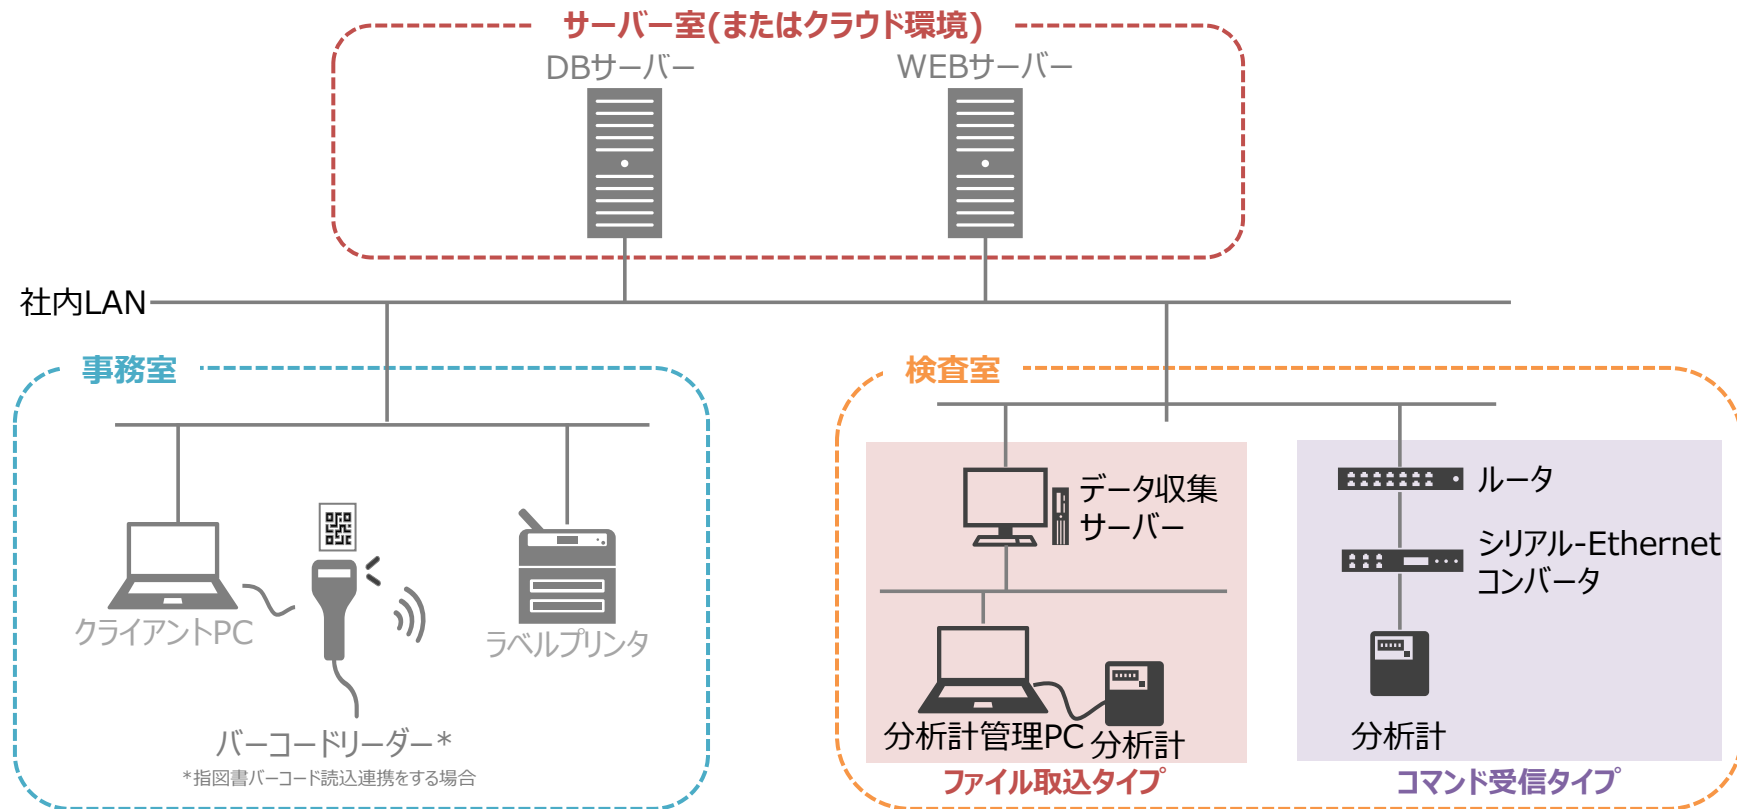 サーバー室(またはクラウド環境)
DBサーバー
WEBサーバー
社内LAN
事務室
検査室
データ収集
サーバー
ルータ
シリアル-Ethernet
コンバータ
クライアントPC
ラベルプリンタ
バーコードリーダー*
*指図書バーコード読込連携をする場合
分析計管理PC
分析計
分析計
ファイル取込タイプ
コマンド受信タイプ